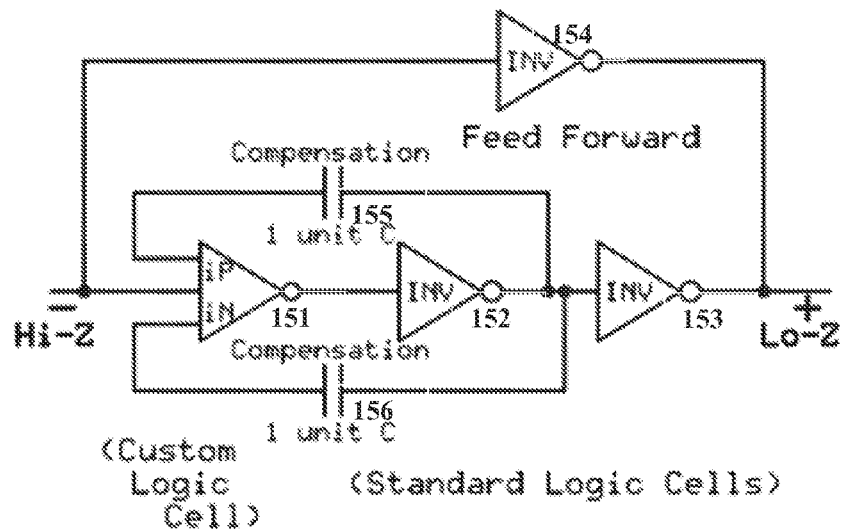 154
INV
Feed Forward
Compensation
155
1 unit C
iP
iN
151
INV
152
INV
153
-
Hi-Z
+
Lo-Z
Compensation
156
1 unit C
(Custom
Logic
Cell)
(Standard Logic Cells)